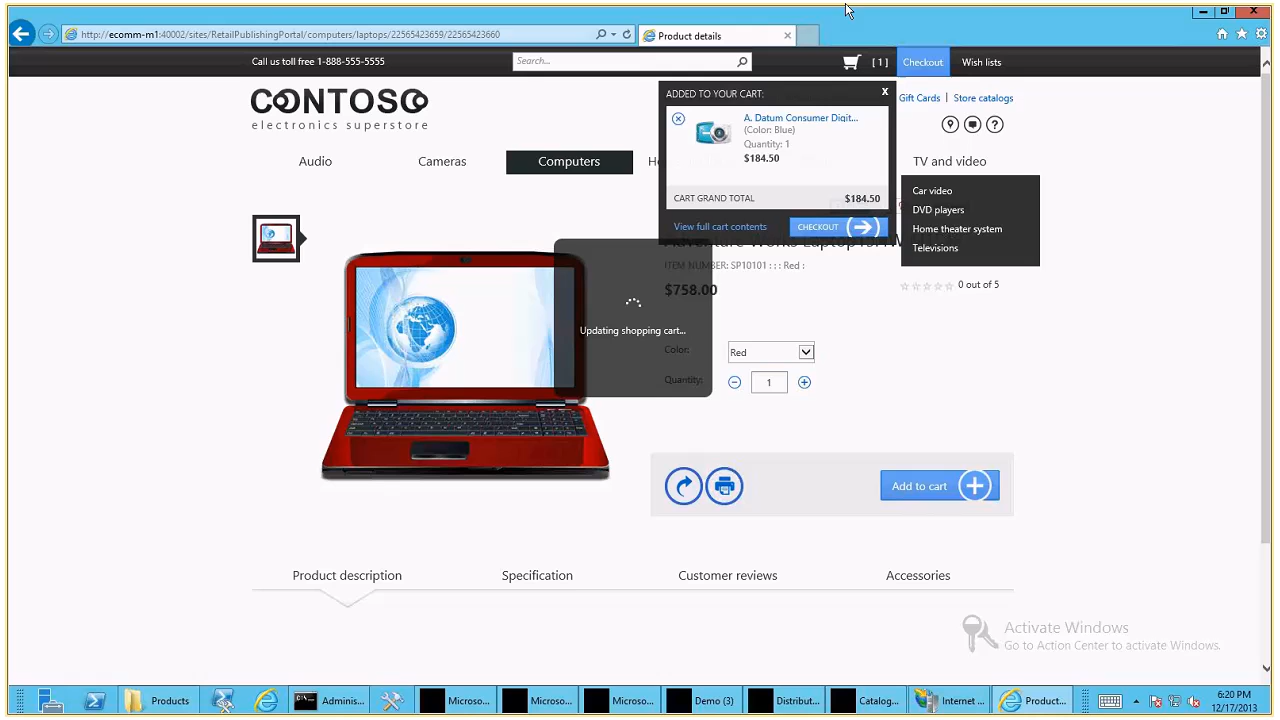 http://ecomm-m1:40002/sites/RetailPublishingPortal/computers/laptops/22565423659/22565423660
Product details
Call us toll free 1-888-555-5555
Search...
[ 1 ]
Checkout
Wish lists
CONTOSO
electronics superstore
ADDED TO YOUR CART:
X
Gift Cards | Store catalogs
A. Datum Consumer Digit...
(Color: Blue)
Quantity: 1
$184.50
CART GRAND TOTAL
$184.50
View full cart contents
CHECKOUT
Audio
Cameras
Computers
TV and video
Car video
DVD players
Home theater system
Televisions
ITEM NUMBER: SP10101 : : : Red :
$758.00
0 out of 5
Updating shopping cart...
Color:
Red
Quantity:
1
Add to cart
Product description
Specification
Customer reviews
Accessories
Activate Windows
Go to Action Center to activate Windows.
Products
Adminis...
Microso...
Microso...
Microso...
Demo (3)
Distribut...
Catalog...
Internet ...
Product...
6:20 PM
12/17/2013